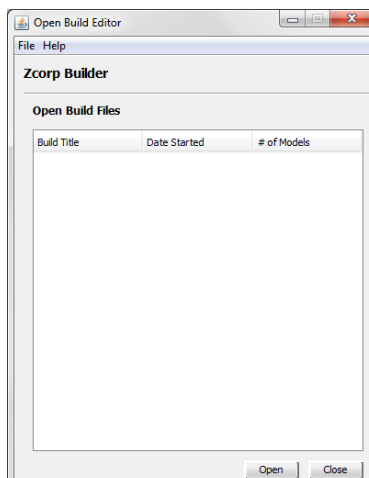 Open Build Editor
File Help
Zcorp Builder
Open Build Files
Build Title Date Started # of Models
Open Close